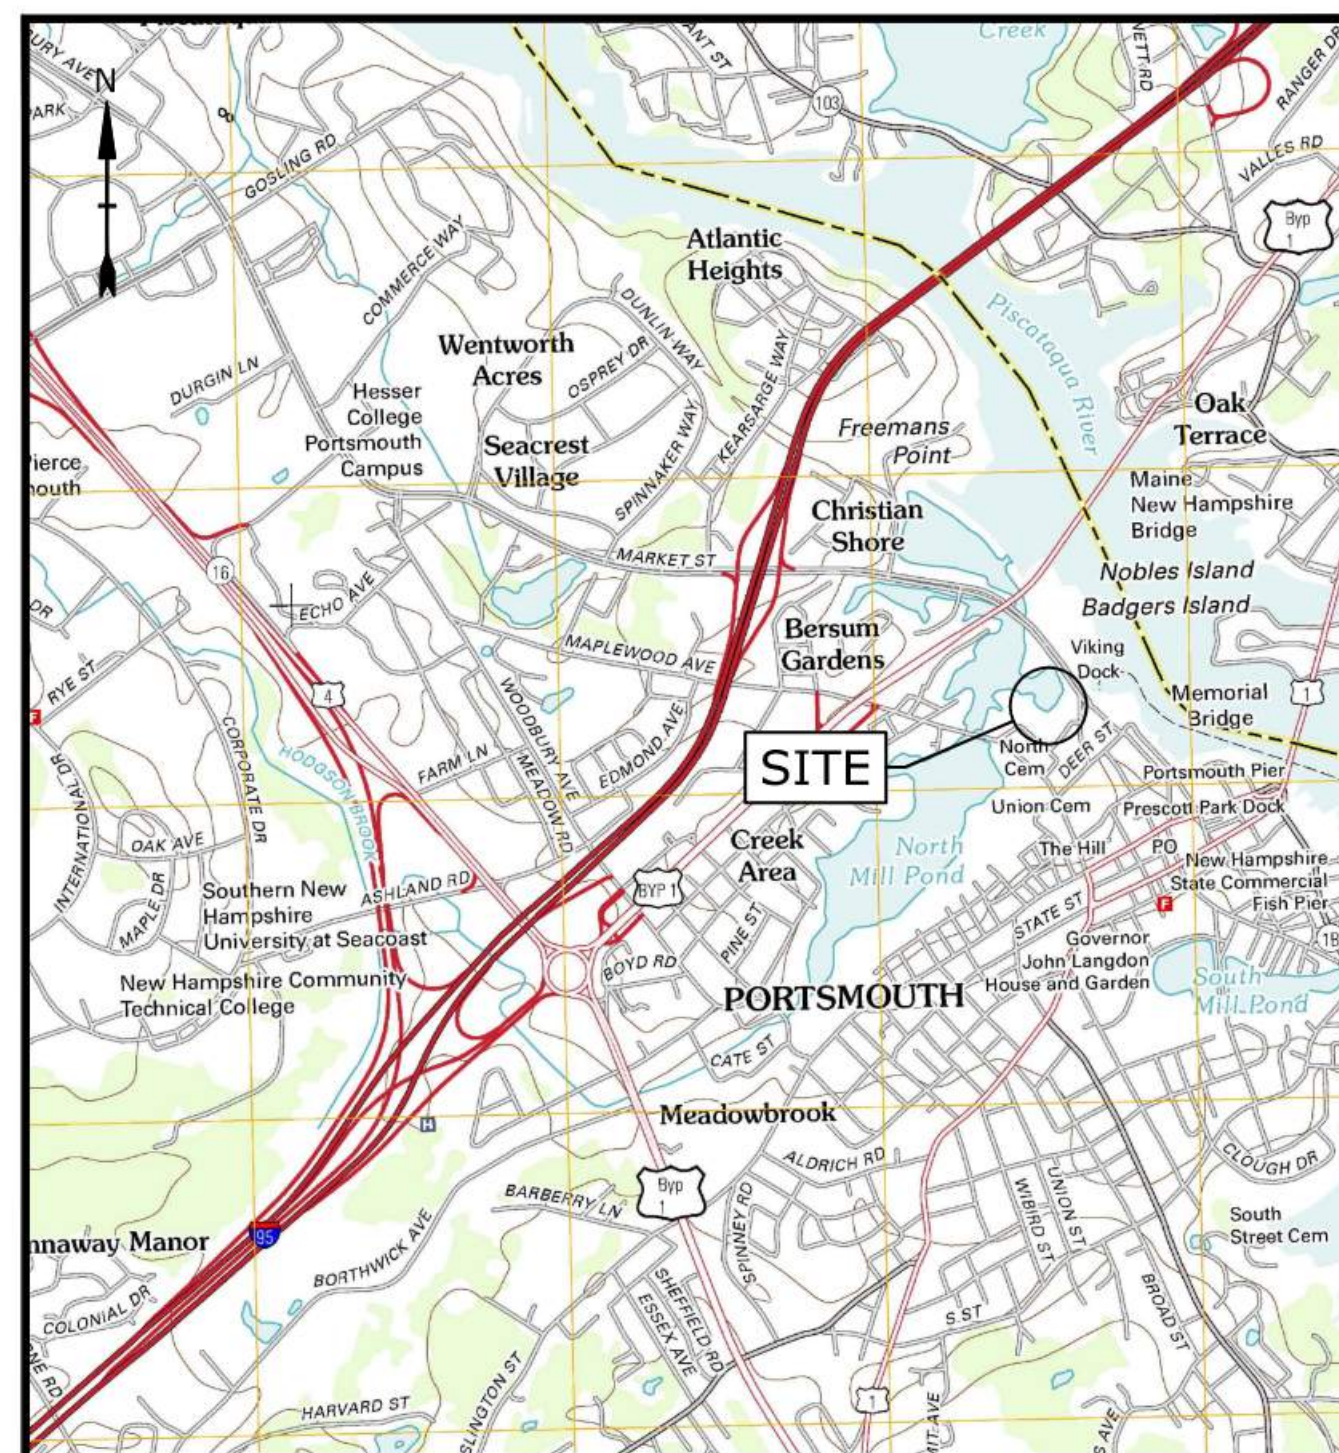 Creek
N
103
GOSLING RD
RANGER DR
VALLES RD
Byp
1
Atlantic
Heights
COMMERCE WAY
Piscataqua River
DUNLIN WAY
Wentworth
Acres
OSPREY DR
KEARSARGE WAY
DURGIN LN
Hesser
College
Portsmouth
Campus
Oak
Terrace
Freemans
Point
Seacrest
Village
SPINNAKER WAY
Maine
New Hampshire
Bridge
Christian
Shore
MARKET ST
16
Nobles Island
Badgers Island
ECHO AVE
DR
Bersum
Gardens
MAPLEWOOD AVE
Viking
Dock
RYE ST
F
4
1
Memorial
Bridge
WOODBURY AVE
EDMOND AVE
CORPORATE DR
HODGSON BROOK
FARM LN
MEADOW RD
SITE
North
Cem
DEER ST
Portsmouth Pier
INTERNATIONAL DR
Union Cem
Prescott Park Dock
OAK AVE
Creek
Area
North
Mill Pond
The Hill
PO
New Hampshire
State Commercial
Fish Pier
BYP 1
ASHLAND RD
MAPLE DR
Southern New
Hampshire
University at Seacoast
F
STATE ST
PINE ST
1B
Governor
John Langdon
House and Garden
BOYD RD
New Hampshire Community
Technical College
South
Mill Pond
PORTSMOUTH
CATE ST
Meadowbrook
H
ALDRICH RD
CLOUGH DR
Byp
1
BARBERRY LN
SPINNEY RD
UNION ST
WIBIRD ST
South
Street Cem
95
BORTHWICK AVE
nnaway Manor
COLONIAL DR
SHEFFIELD RD
ESSEX AVE
BROAD ST
S ST
1
HARVARD ST